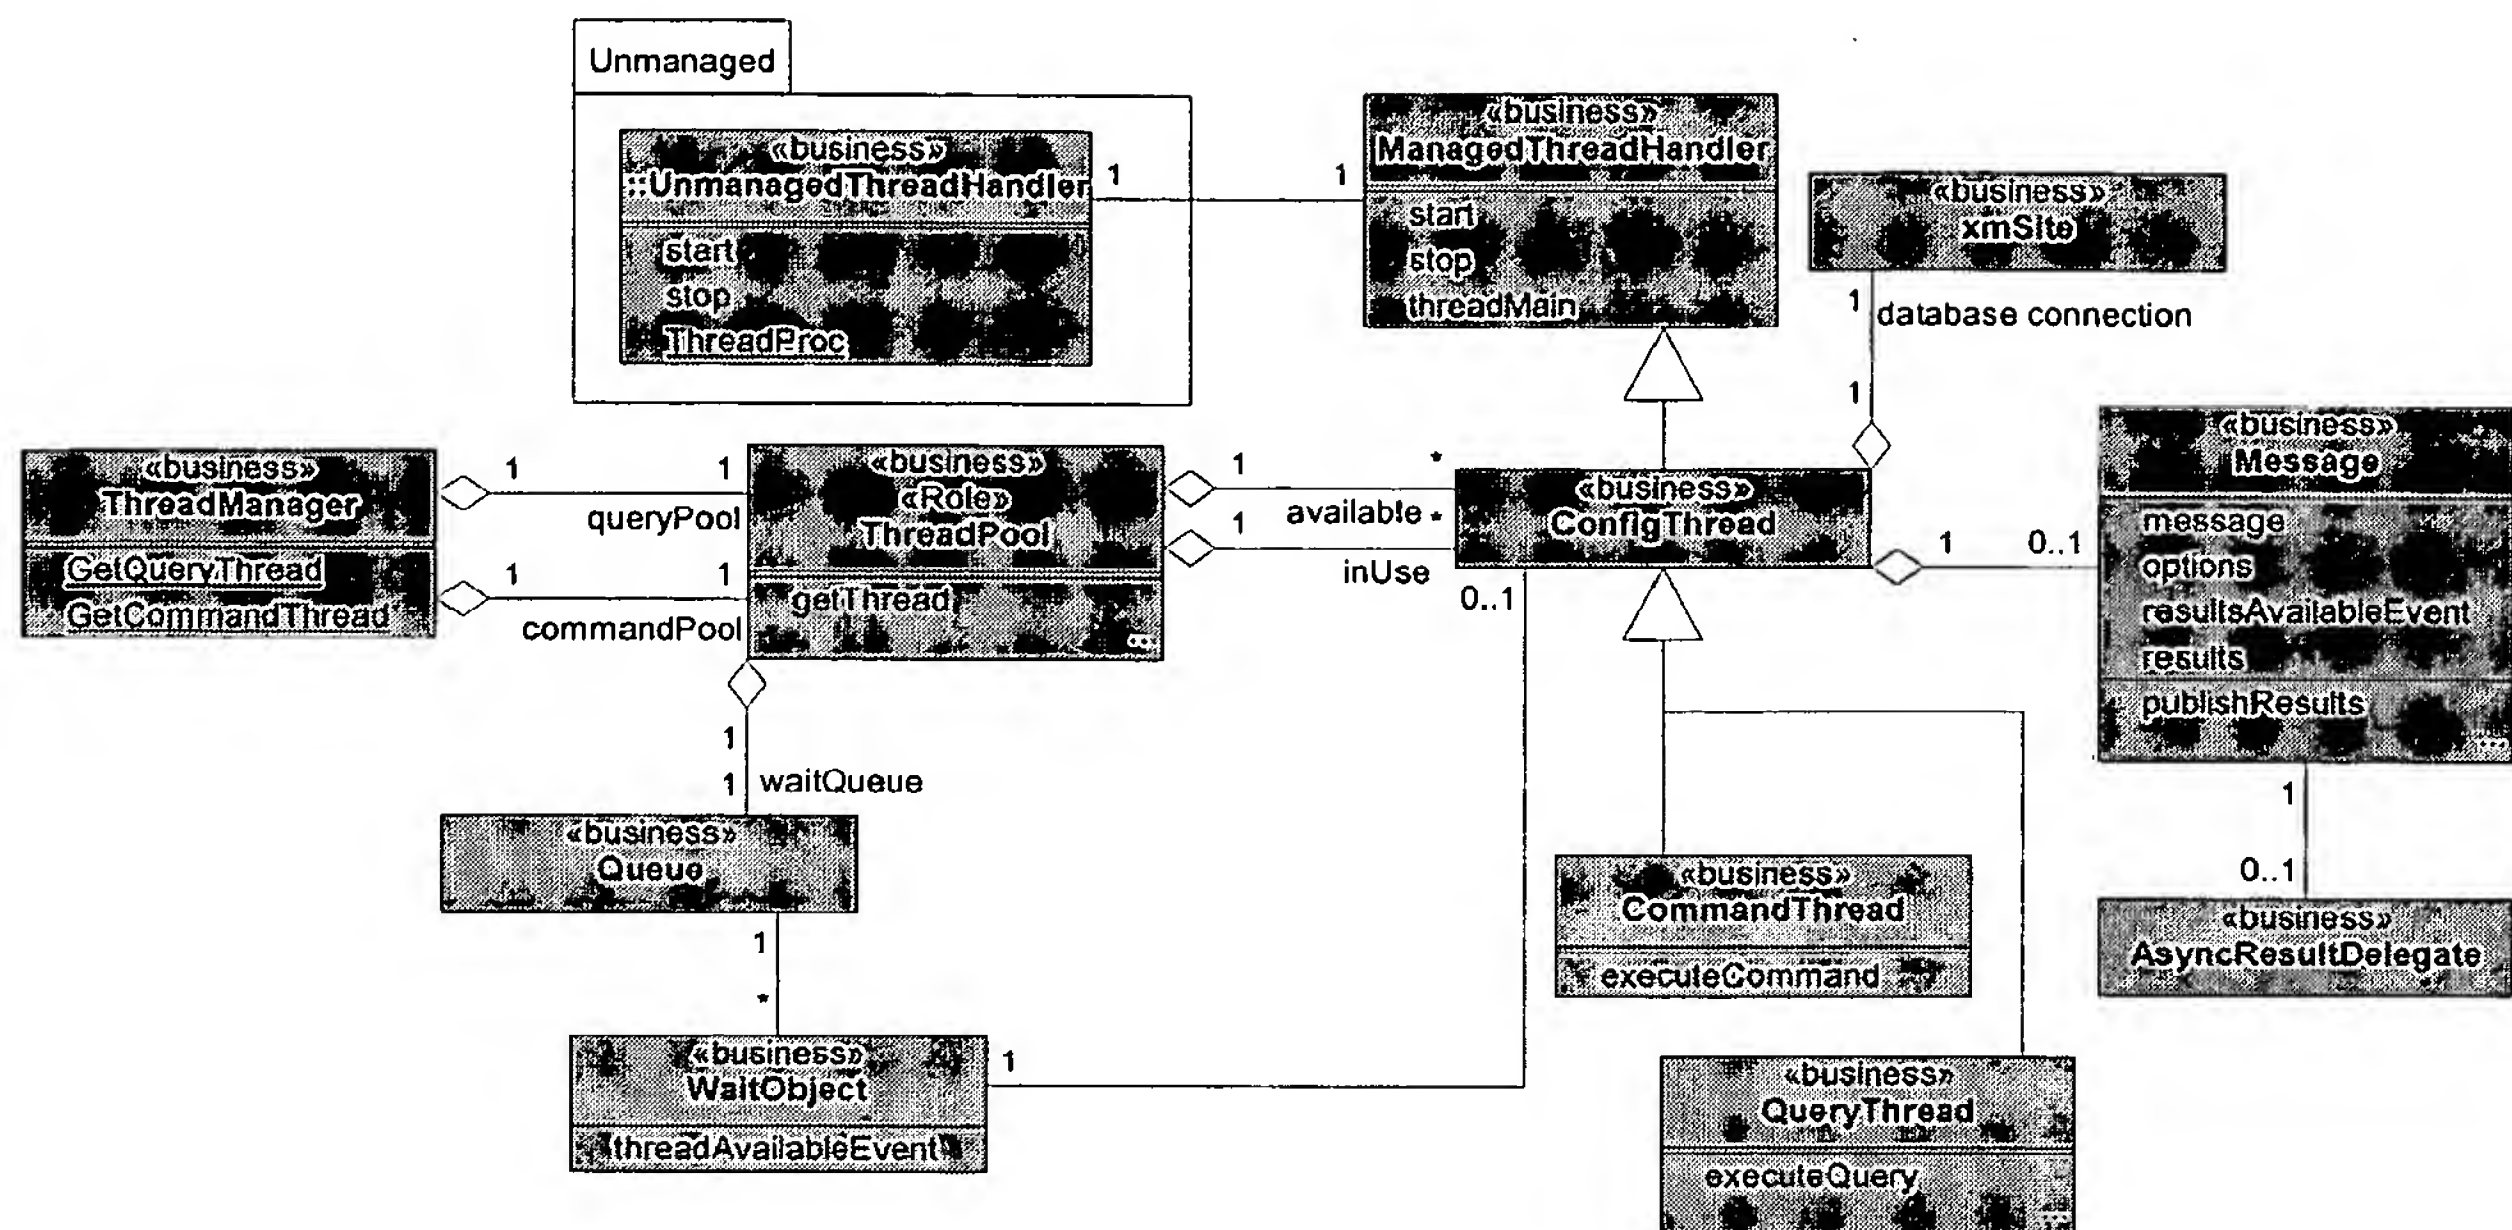 Unmanaged
«business»
::UnmanagedThreadHandler
start
stop
ThreadProc
1
1
«business»
ManagedThreadHandler
start
stop
threadMain
«business»
xmSite
1
database connection
1
«business»
ThreadManager
GetQueryThread
GetCommandThread
1
1
queryPool
1
1
commandPool
«business»
«Role»
ThreadPool
getThread
...
1
*
available
1
*
inUse
«business»
ConfigThread
0..1
1
0..1
«business»
Message
message
options
resultsAvailableEvent
results
publishResults
...
1
0..1
«business»
AsyncResultDelegate
1
1
waitQueue
«business»
Queue
1
*
«business»
WaitObject
threadAvailableEvent
1
«business»
CommandThread
executeCommand
«business»
QueryThread
executeQuery
...